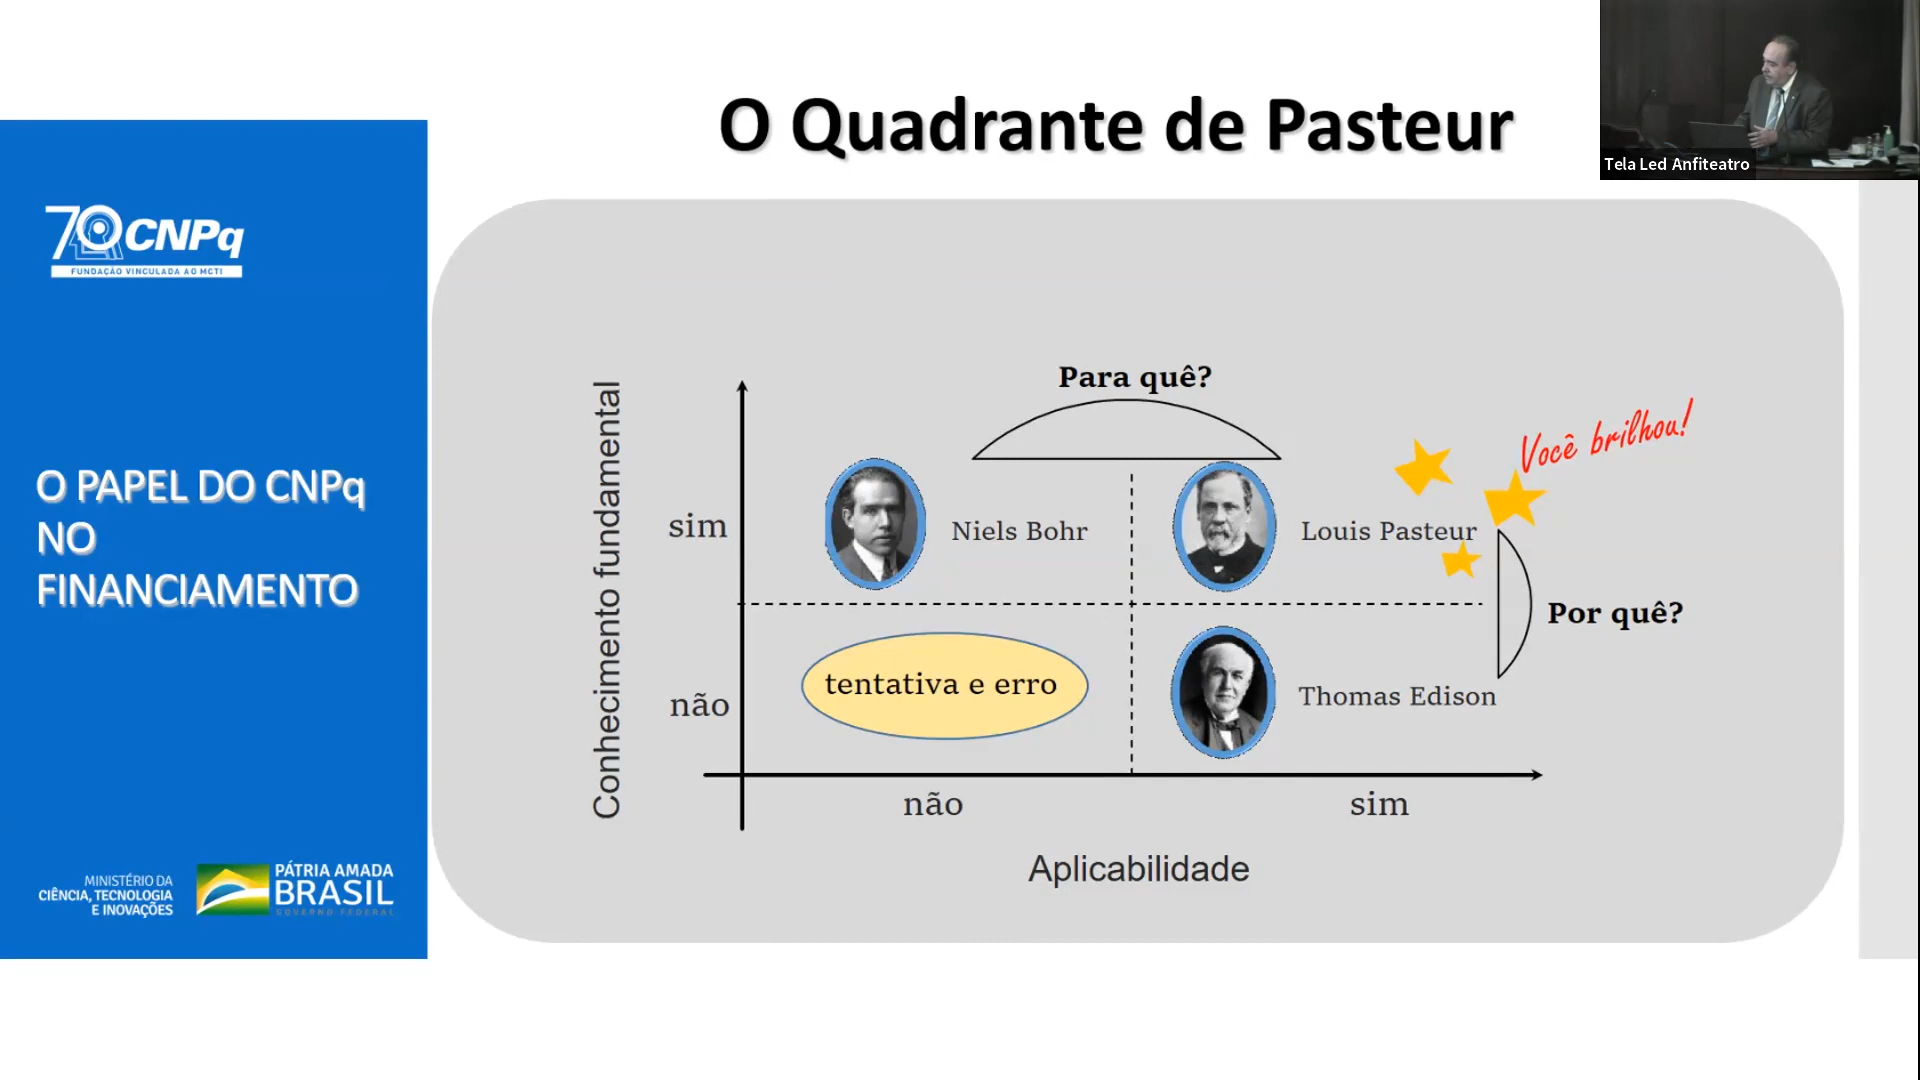 O Quadrante de Pasteur
Tela Led Anfiteatro
70 CNPq
FUNDAÇÃO VINCULADA AO MCTI
O PAPEL DO CNPq
NO
FINANCIAMENTO
MINISTÉRIO DA
CIÊNCIA, TECNOLOGIA
E INOVAÇÕES
PÁTRIA AMADA
BRASIL
GOVERNO FEDERAL
Para quê?
Você brilhou!
Conhecimento fundamental
sim
Niels Bohr
Louis Pasteur
Por quê?
não
tentativa e erro
Thomas Edison
não
sim
Aplicabilidade